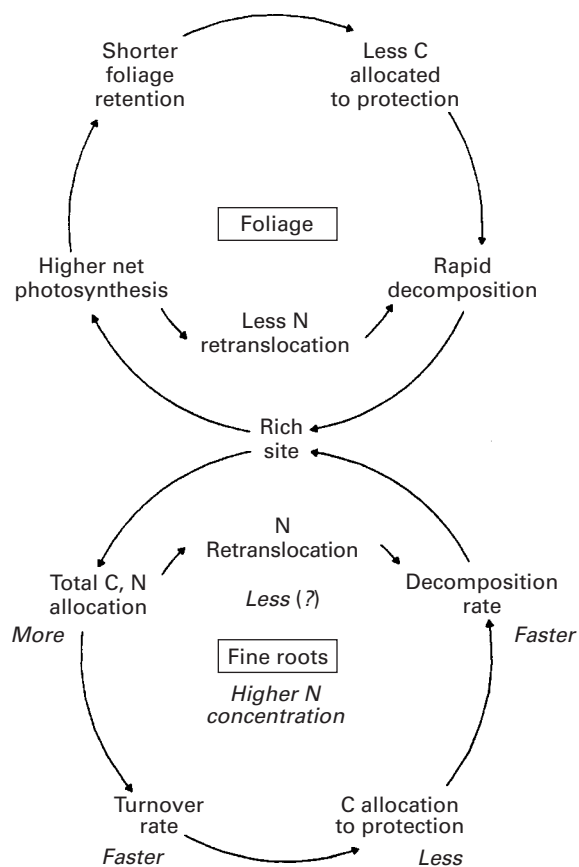 Shorter
foliage
retention
Less C
allocated
to protection
Foliage
Higher net
photosynthesis
Rapid
decomposition
Less N
retranslocation
Rich
site
N
Retranslocation
Total C, N
allocation
More
Less (?)
Decomposition
rate
Faster
Fine roots
Higher N
concentration
Turnover
rate
Faster
C allocation
to protection
Less